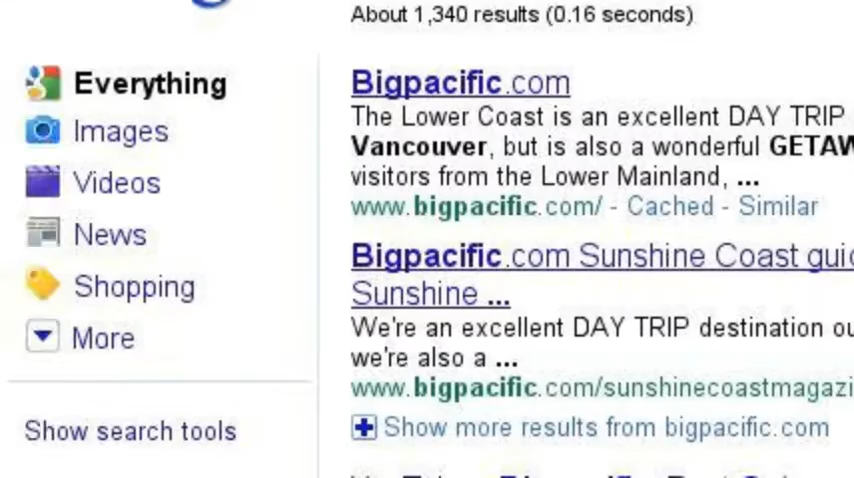 About 1,340 results (0.16 seconds)
Everything
Images
Videos
News
Shopping
More
Show search tools
Bigpacific.com
The Lower Coast is an excellent DAY TRIP
Vancouver, but is also a wonderful GETAW
visitors from the Lower Mainland, ...
www.bigpacific.com/ - Cached - Similar
Bigpacific.com Sunshine Coast guid
Sunshine ...
We're an excellent DAY TRIP destination ou
we're also a ...
www.bigpacific.com/sunshinecoastmagazi
Show more results from bigpacific.com